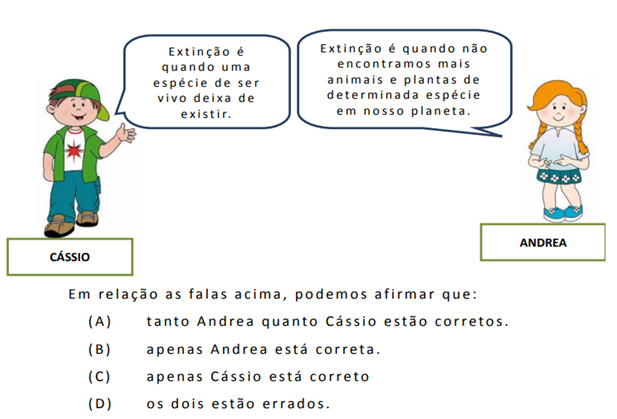 Extinção é
quando uma
espécie de ser
vivo deixa de
existir.
Extinção é quando não
encontramos mais
animais e plantas de
determinada espécie
em nosso planeta.
CÁSSIO
ANDREA
Em relação as falas acima, podemos afirmar que:
(A) tanto Andrea quanto Cássio estão corretos.
(B) apenas Andrea está correta.
(C) apenas Cássio está correto
(D) os dois estão errados.